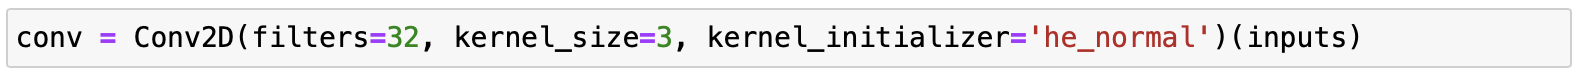 conv = Conv2D(filters=32, kernel_size=3, kernel_initializer='he_normal')(inputs)